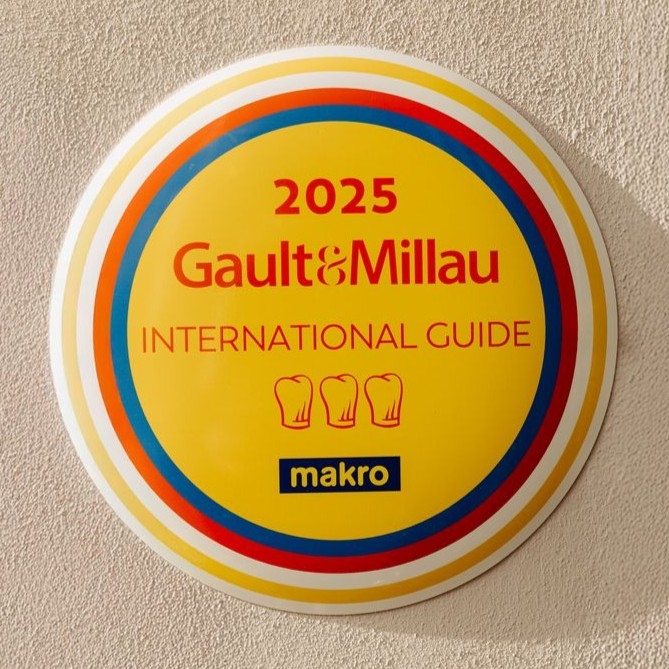 2025
Gault&Millau
INTERNATIONAL GUIDE
makro